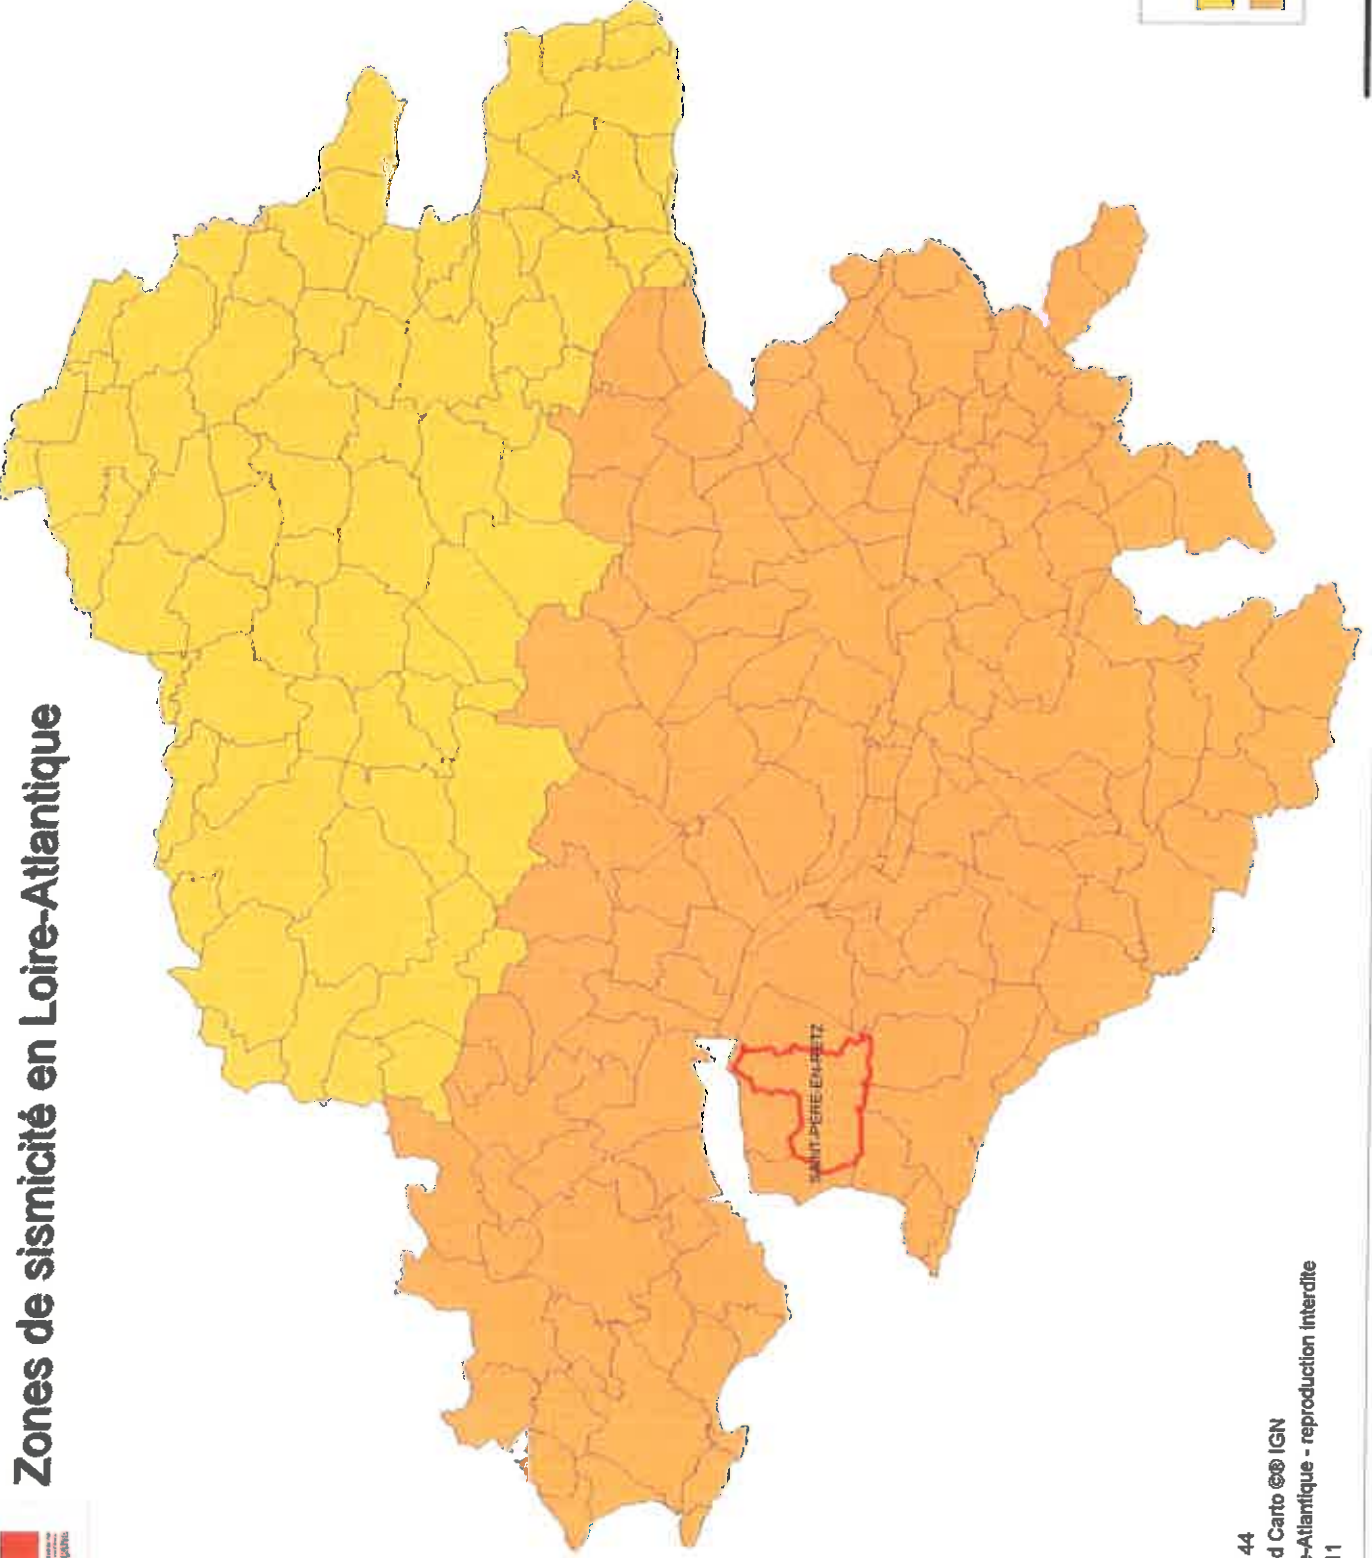 Zones de sismicité en Loire-Atlantique
SAINT-PERE-EN-RETZ
44
d Carto ©® IGN
-Atlantique - reproduction interdite
11